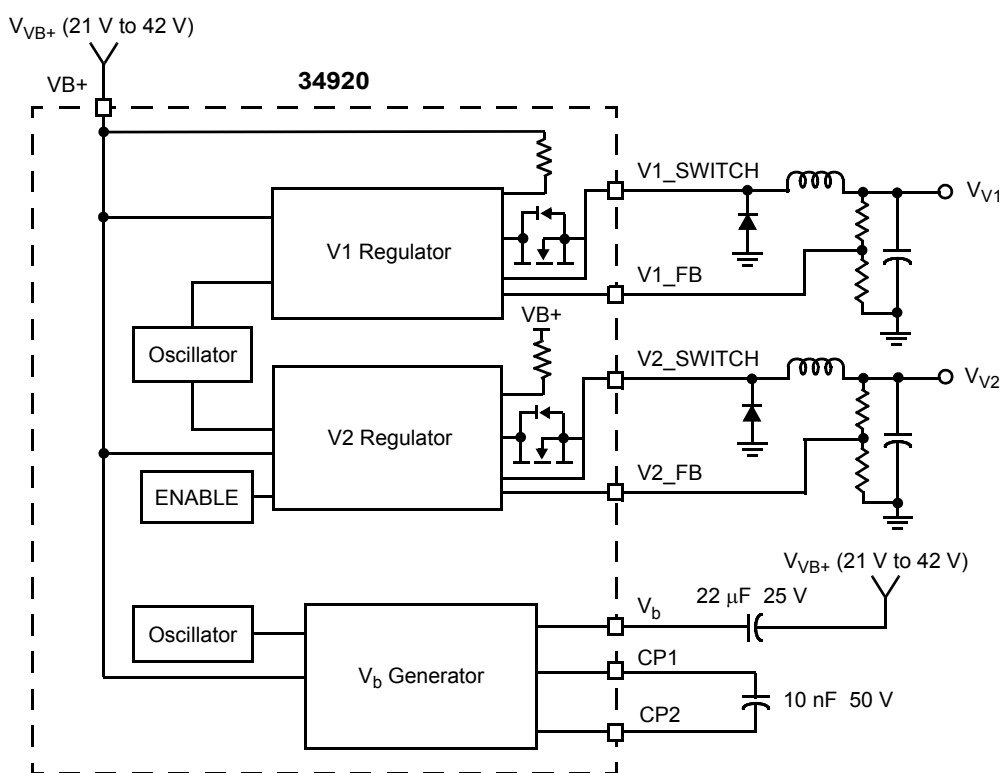 V_VB+ (21 V to 42 V)
VB+
34920
V1_SWITCH
V_V1
V1 Regulator
V1_FB
VB+
Oscillator
V2_SWITCH
V_V2
V2 Regulator
V2_FB
ENABLE
V_VB+ (21 V to 42 V)
V_b
22 μF 25 V
Oscillator
CP1
V_b Generator
10 nF 50 V
CP2